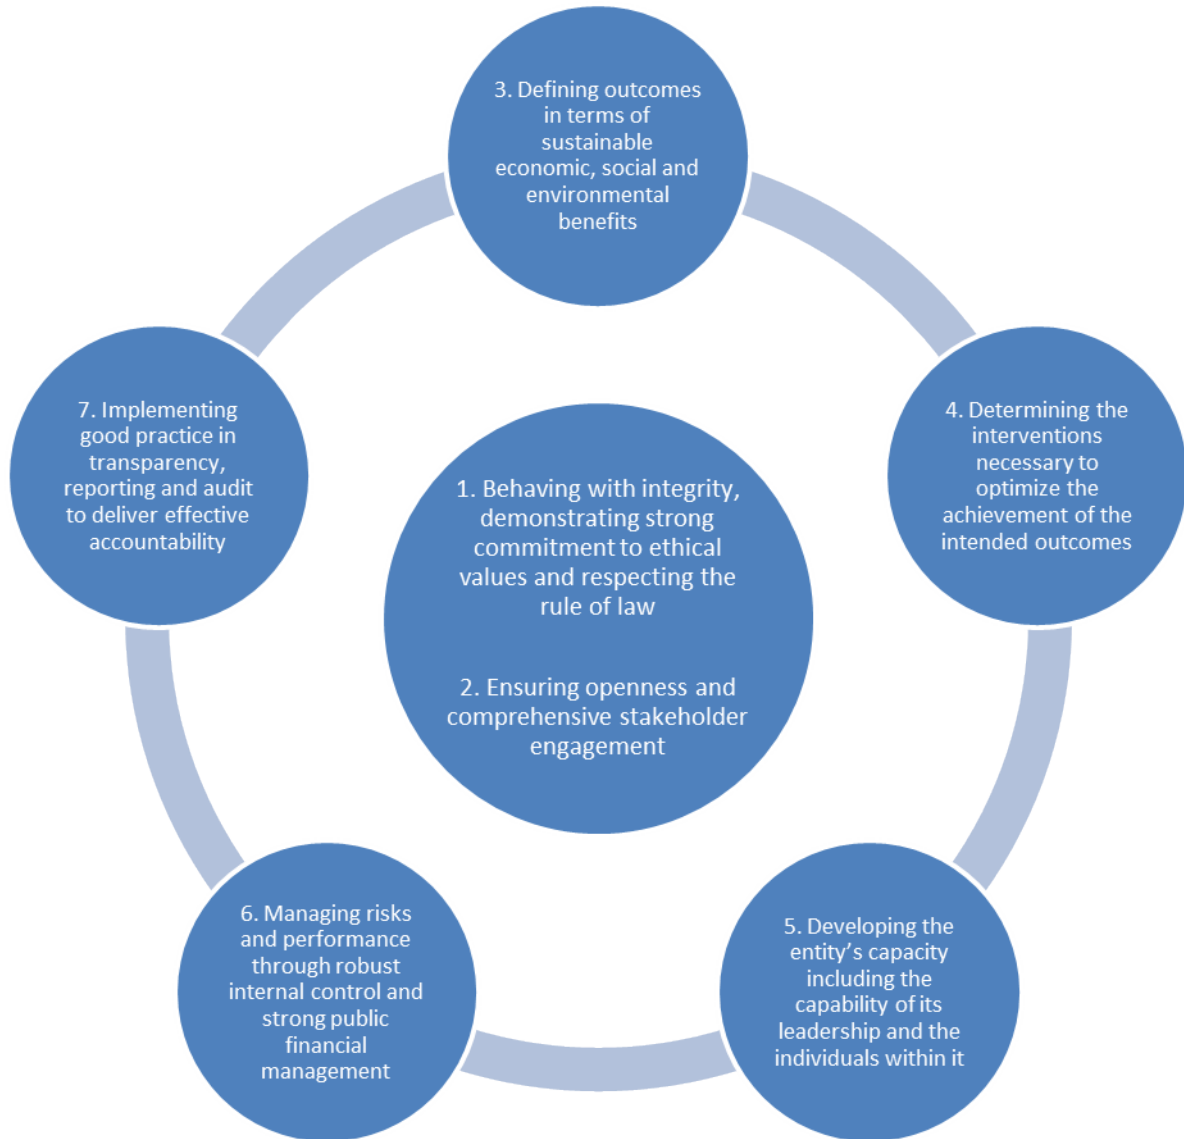 1. Behaving with integrity,
demonstrating strong
commitment to ethical
values and respecting the
rule of law
2. Ensuring openness and
comprehensive stakeholder
engagement
3. Defining outcomes
in terms of
sustainable
economic, social and
environmental
benefits
4. Determining the
interventions
necessary to
optimize the
achievement of the
intended outcomes
5. Developing the
entity’s capacity
including the
capability of its
leadership and the
individuals within it
6. Managing risks
and performance
through robust
internal control and
strong public
financial
management
7. Implementing
good practice in
transparency,
reporting and audit
to deliver effective
accountability